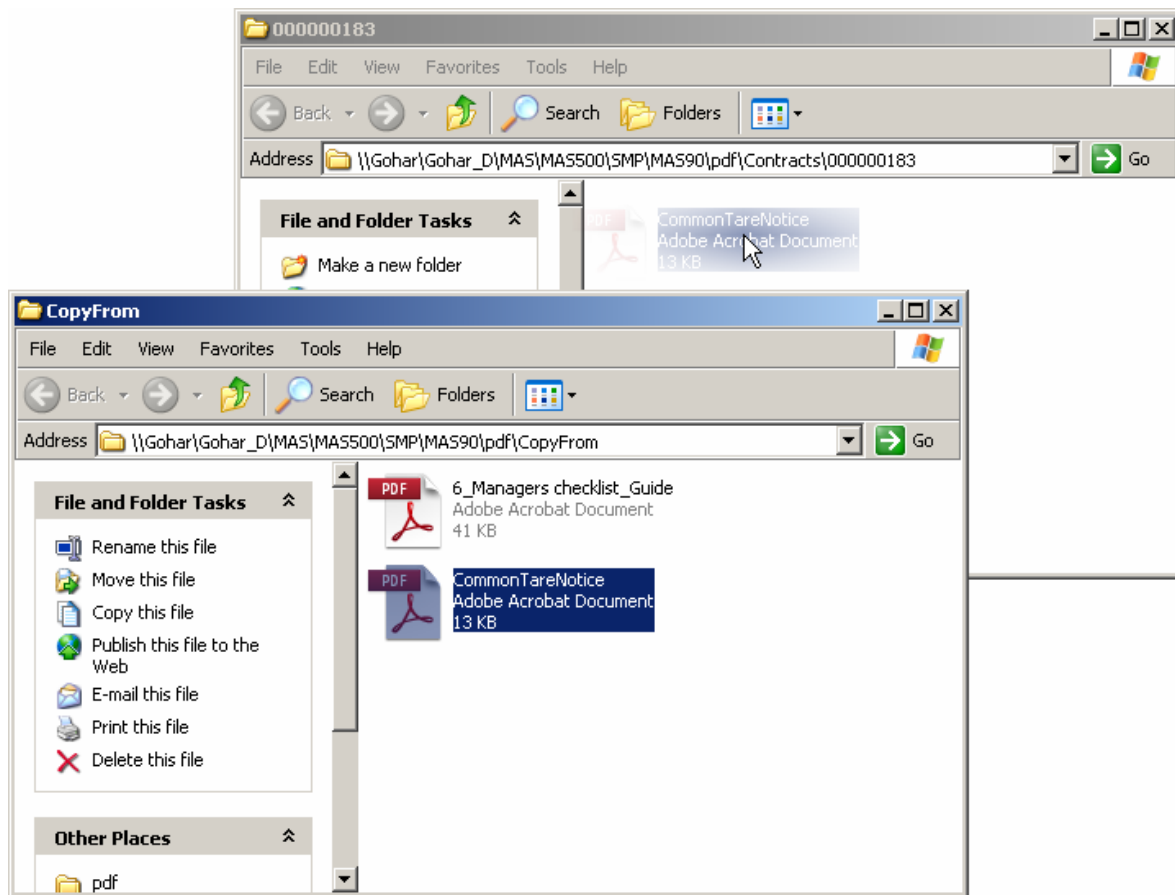 000000183
File Edit View Favorites Tools Help
Back Search Folders
Address \\Gohar\Gohar_D\MAS\MAS500\SMP\MAS90\pdf\Contracts\000000183 Go
File and Folder Tasks
Make a new folder
PDF
CommonTareNotice
Adobe Acrobat Document
13 KB
CopyFrom
File Edit View Favorites Tools Help
Back Search Folders
Address \\Gohar\Gohar_D\MAS\MAS500\SMP\MAS90\pdf\CopyFrom Go
File and Folder Tasks
Rename this file
Move this file
Copy this file
Publish this file to the
Web
E-mail this file
Print this file
Delete this file
Other Places
pdf
PDF
6_Managers checklist_Guide
Adobe Acrobat Document
41 KB
PDF
CommonTareNotice
Adobe Acrobat Document
13 KB